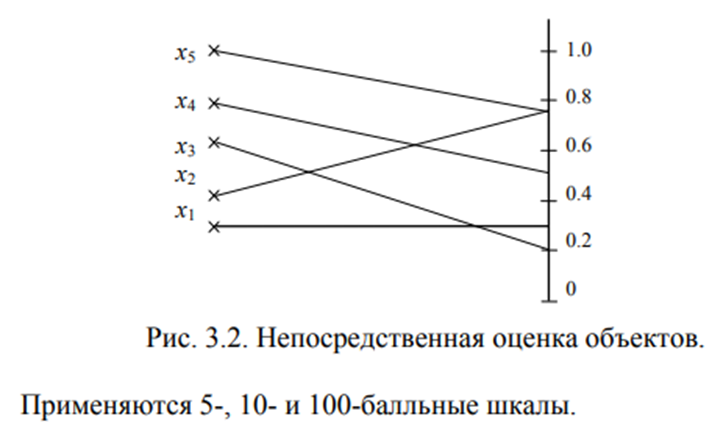 x5
1.0
x4
0.8
x3
0.6
x2
0.4
x1
0.2
0
Рис. 3.2. Непосредственная оценка объектов.
Применяются 5-, 10- и 100-балльные шкалы.